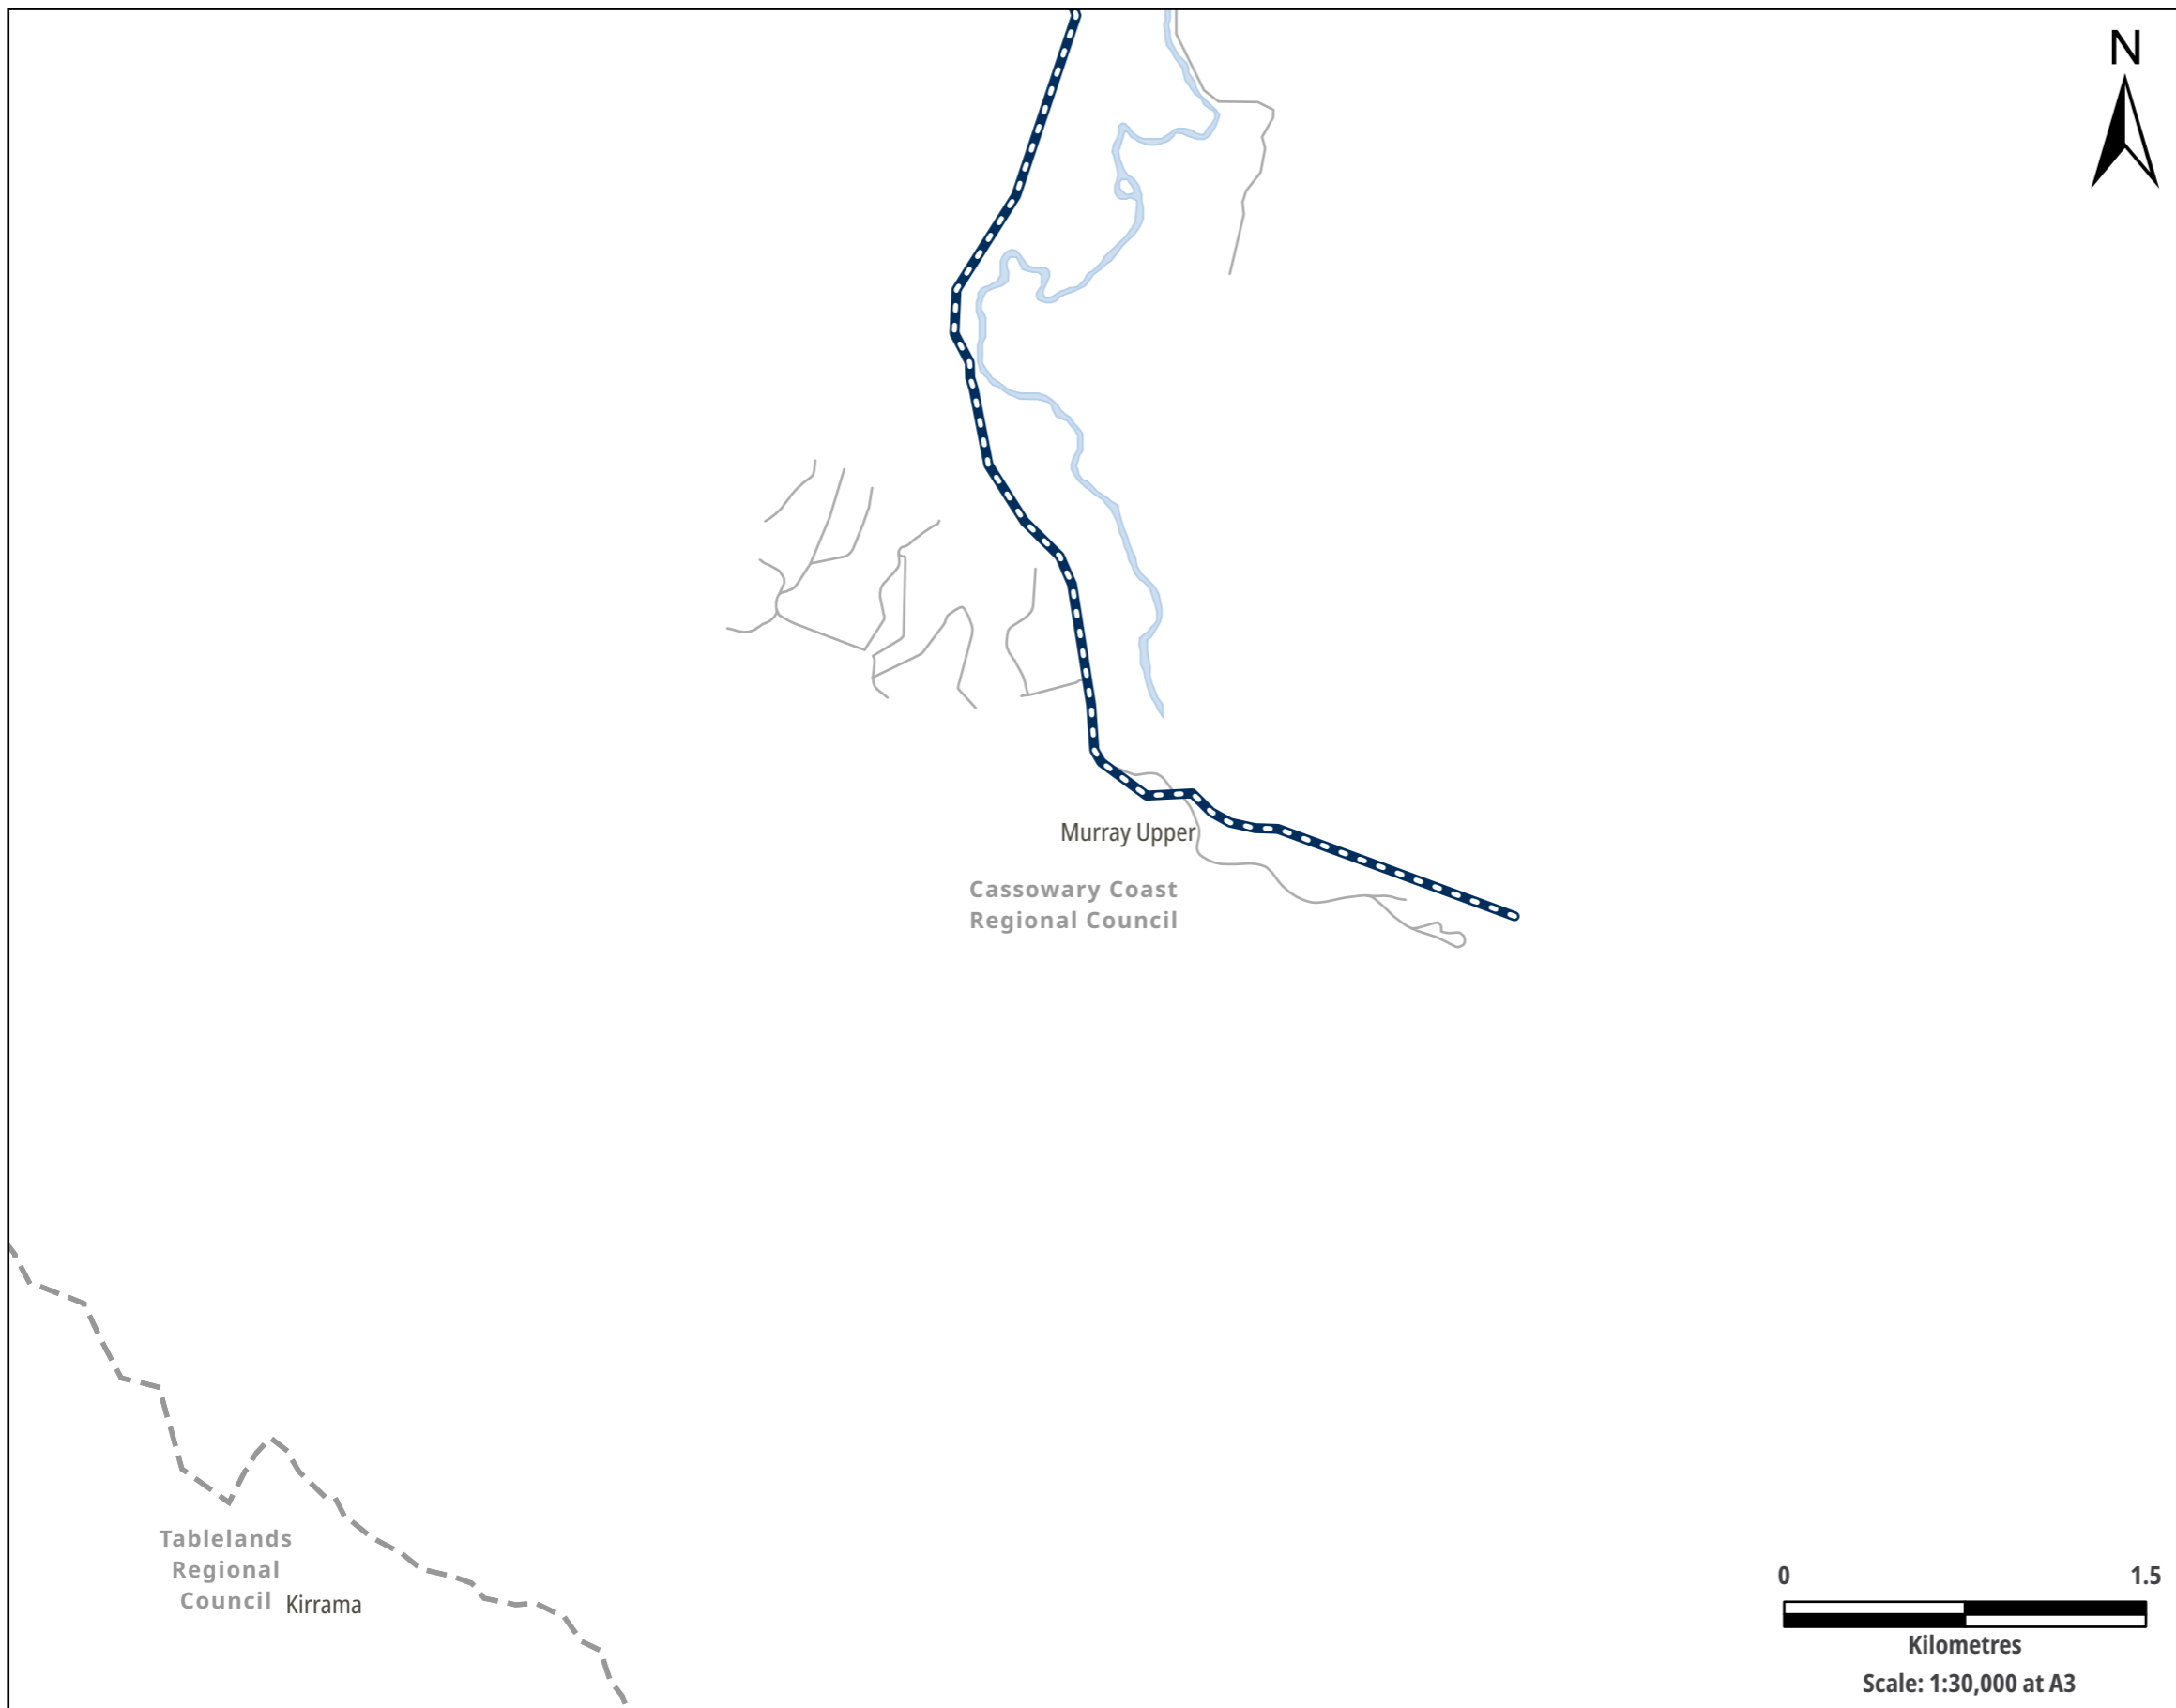 N
Murray Upper
Cassowary Coast
Regional Council
Tablelands
Regional
Council
Kirrama
0 1.5
Kilometres
Scale: 1:30,000 at A3